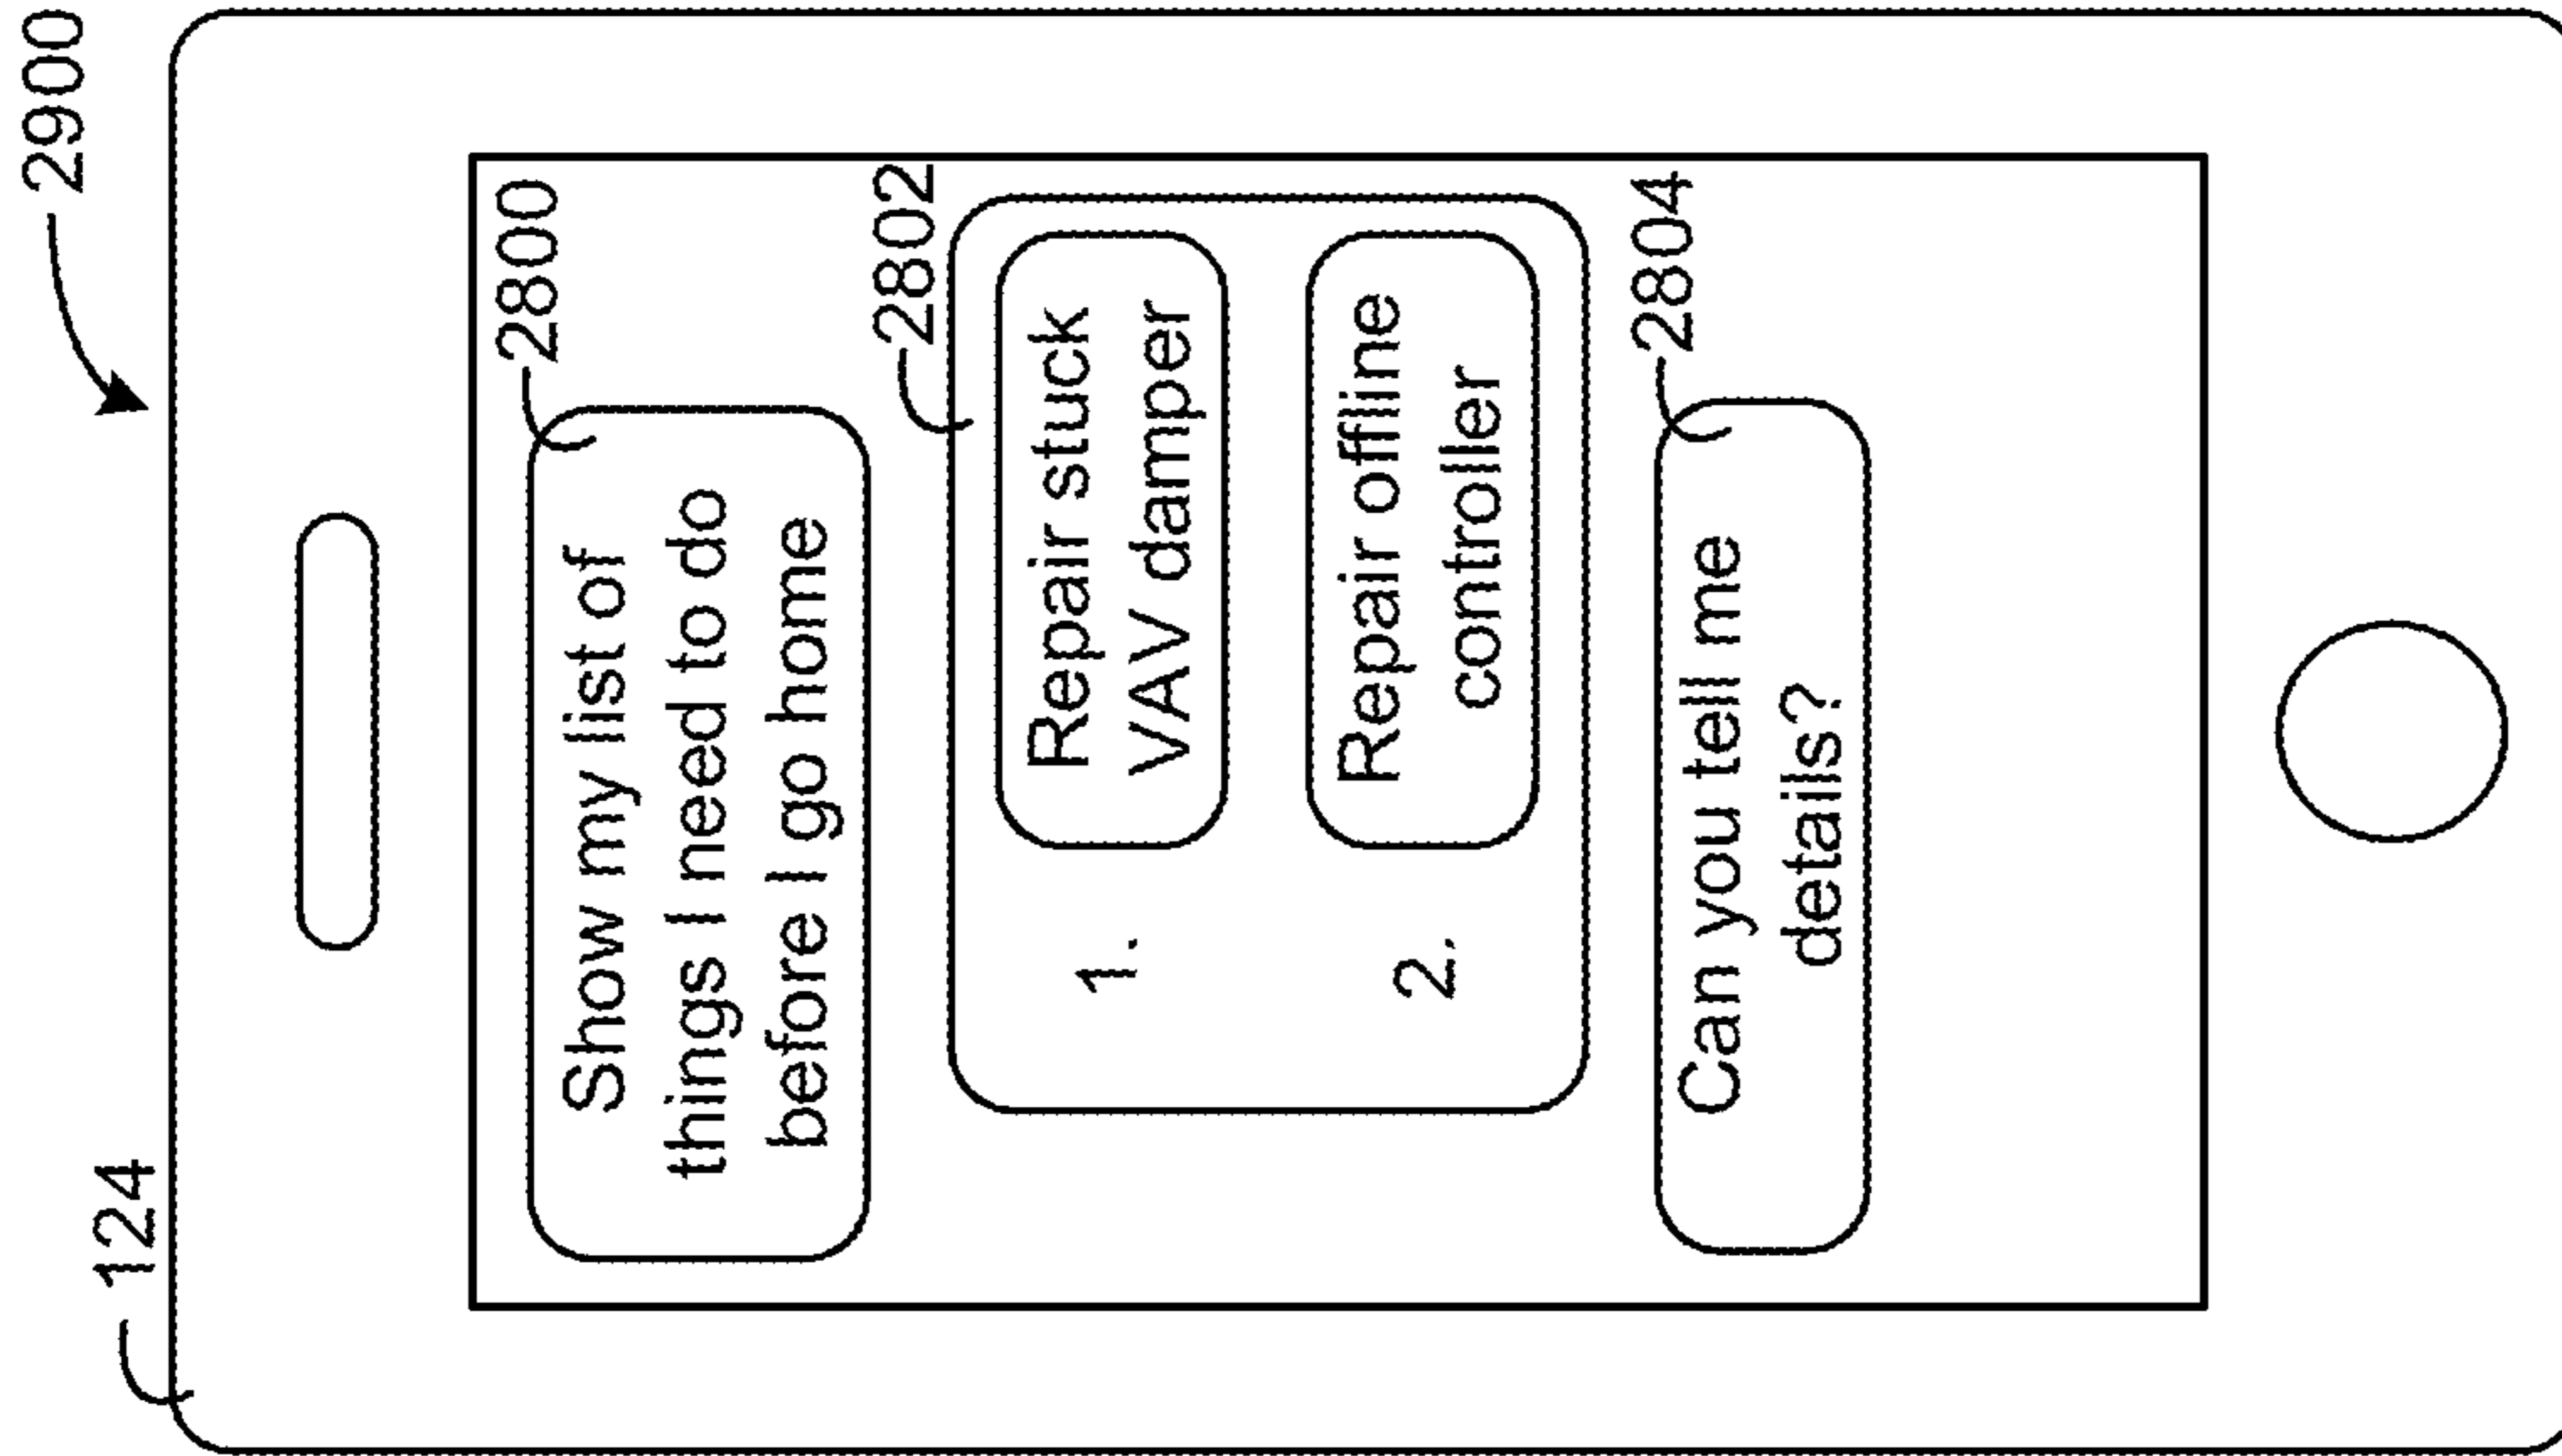 124
2900
2800
Show my list of
things I need to do
before I go home
2802
1.
Repair stuck
VAV damper
2.
Repair offline
controller
2804
Can you tell me
details?